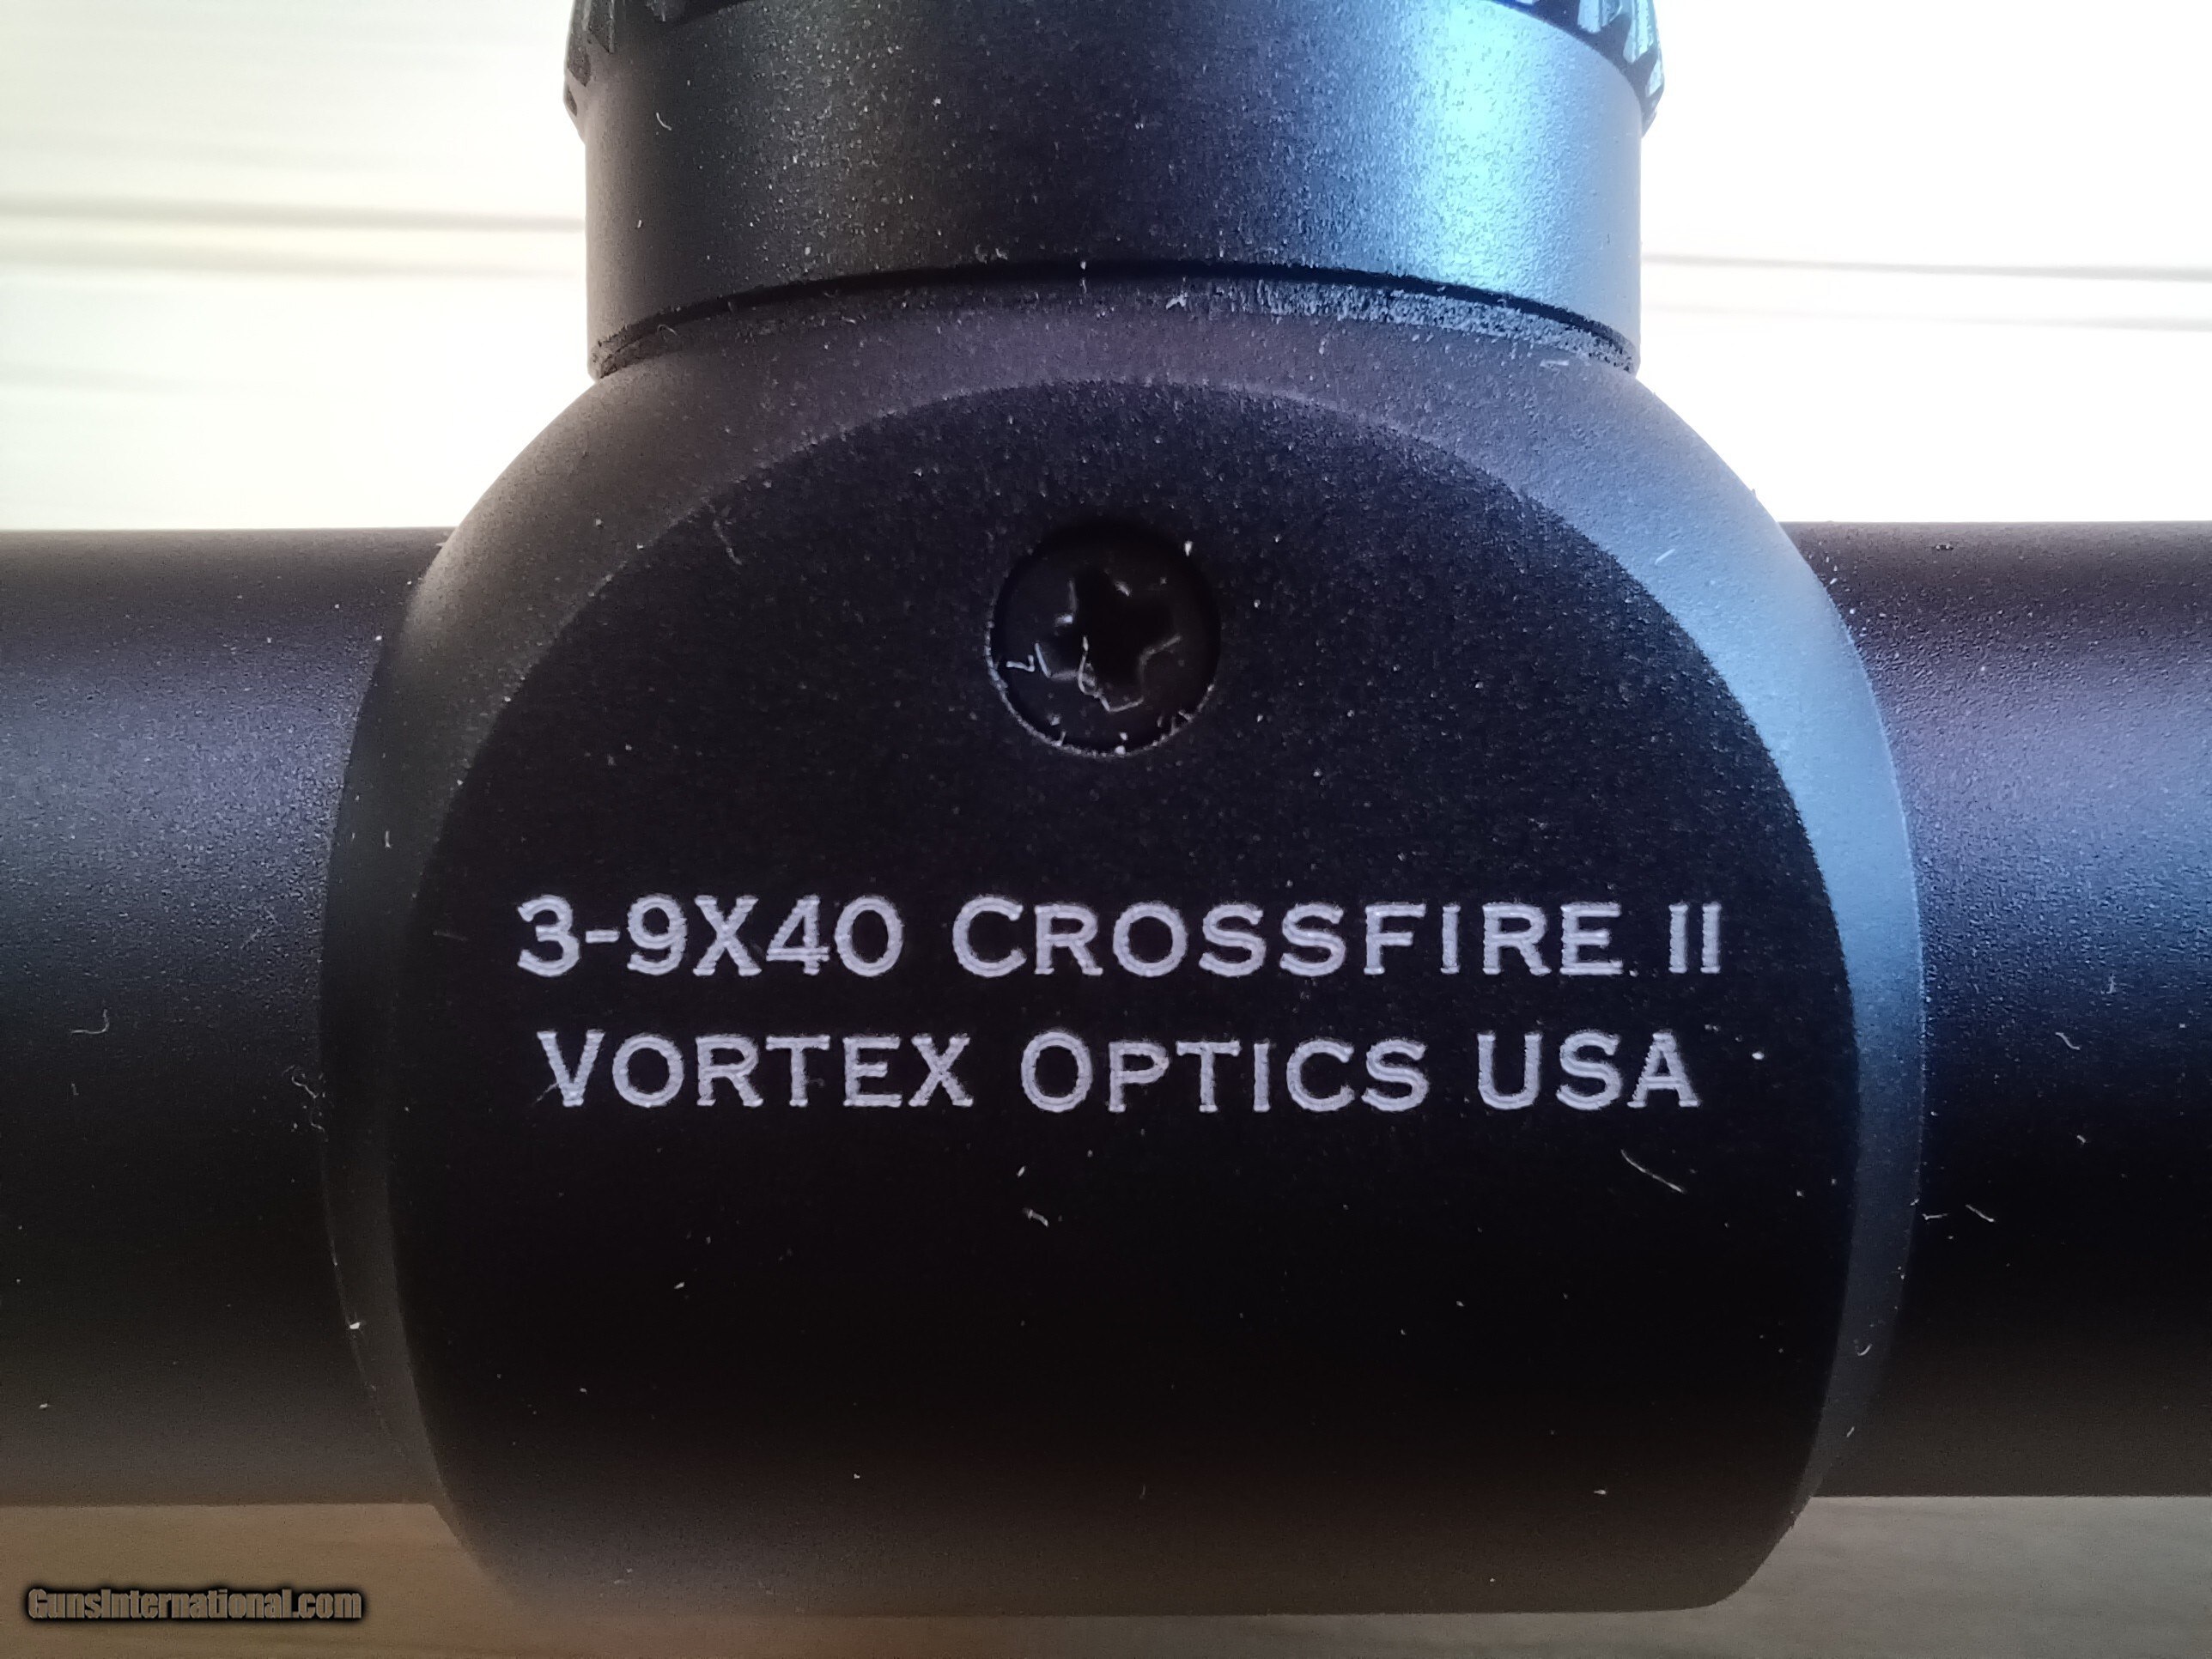 3-9X40 CROSSFIRE II
VORTEX OPTICS USA
GunsInternational.com